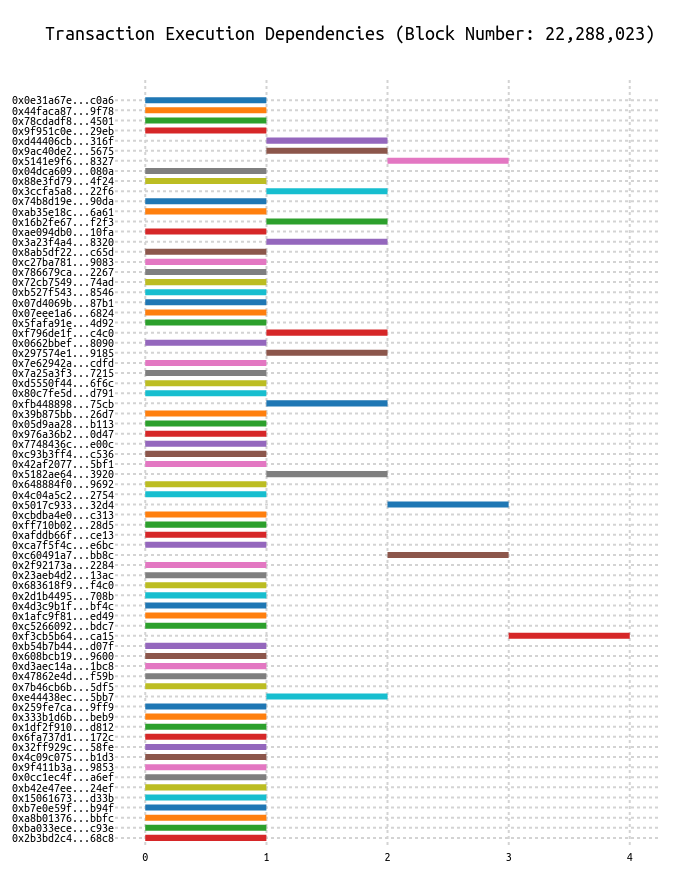 Transaction Execution Dependencies (Block Number: 22,288,023)
0x0e31a67e...c0a6
0x44faca87...9f78
0x78cdadf8...4501
0x9f951c0e...29eb
0xd44406cb...316f
0x9ac40de2...5675
0x5141e9f6...8327
0x04dca609...080a
0x88e3fd79...4f24
0x3ccfa5a8...22f6
0x74b8d19e...90da
0xab35e18c...6a61
0x16b2fe67...f2f3
0xae094db0...10fa
0x3a23f4a4...8320
0x8ab5df22...c65d
0xc27ba781...9083
0x786679ca...2267
0x72cb7549...74ad
0xb527f543...8546
0x07d4069b...87b1
0x07eee1a6...6824
0x5fafa91e...4d92
0xf796de1f...c4c0
0x0662bbef...8090
0x297574e1...9185
0x7e62942a...cdfd
0x7a25a3f3...7215
0xd5550f44...6f6c
0x80c7fe5d...d791
0xfb448898...75cb
0x39b875bb...26d7
0x05d9aa28...b113
0x976a36b2...0d47
0x7748436c...e00c
0xc93b3ff4...c536
0x42af2077...5bf1
0x5182ae64...3920
0x648884f0...9692
0x4c04a5c2...2754
0x5017c933...32d4
0xcbdba4e0...c313
0xff710b02...28d5
0xafddb66f...ce13
0xca7f5f4c...e6bc
0xc60491a7...bb8c
0x2f92173a...2284
0x23aeb4d2...13ac
0x683618f9...f4c0
0x2d1b4495...708b
0x4d3c9b1f...bf4c
0x1afc9f81...ed49
0xc5266092...bdc7
0xf3cb5b64...ca15
0xb54b7b44...d07f
0x608bcb19...9600
0xd3aec14a...1bc8
0x47862e4d...f59b
0x7b46cb6b...5df5
0xe44438ec...5bb7
0x259fe7ca...9ff9
0x333b1d6b...beb9
0x1df2f910...d812
0x6fa737d1...172c
0x32ff929c...58fe
0x4c09c075...b1d3
0x9f411b3a...9853
0x0cc1ec4f...a6ef
0xb42e47ee...24ef
0x15061673...d33b
0xb7e0e59f...b94f
0xa8b01376...bbfc
0xba033ece...c93e
0x2b3bd2c4...68c8
0 1 2 3 4